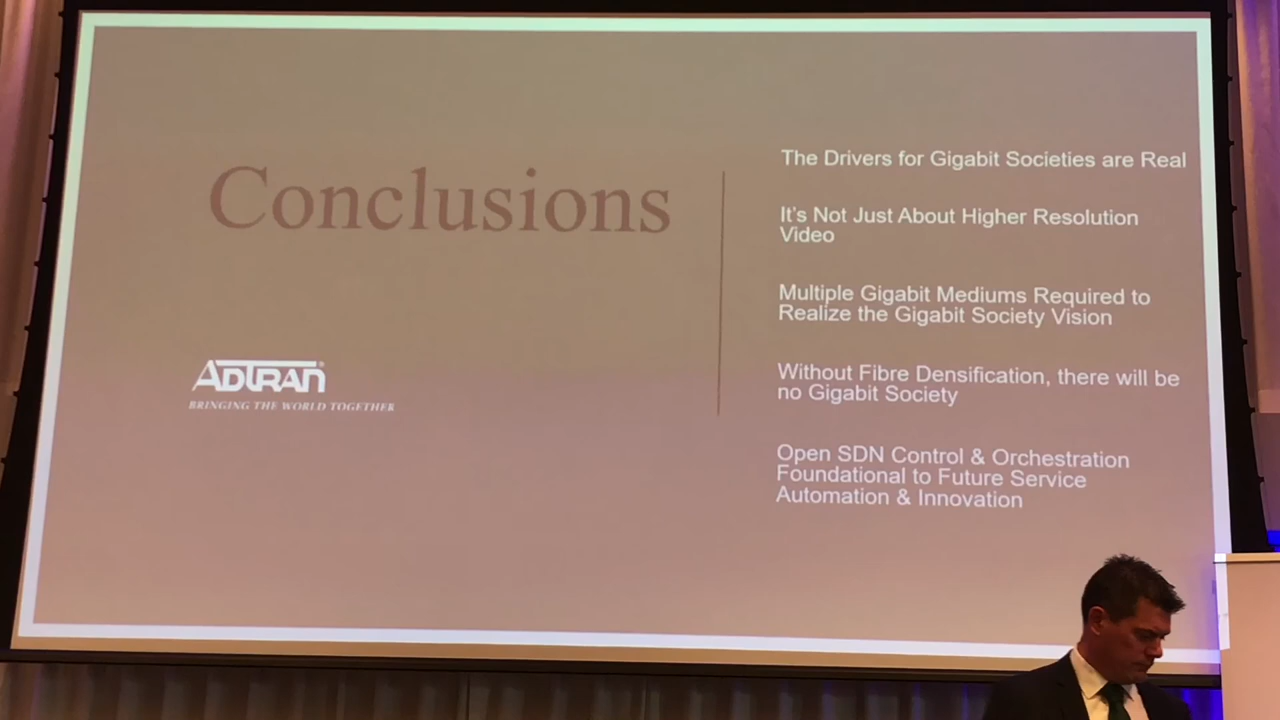 Conclusions
ADTRAN®
BRINGING THE WORLD TOGETHER
The Drivers for Gigabit Societies are Real
It's Not Just About Higher Resolution
Video
Multiple Gigabit Mediums Required to
Realize the Gigabit Society Vision
Without Fibre Densification, there will be
no Gigabit Society
Open SDN Control & Orchestration
Foundational to Future Service
Automation & Innovation